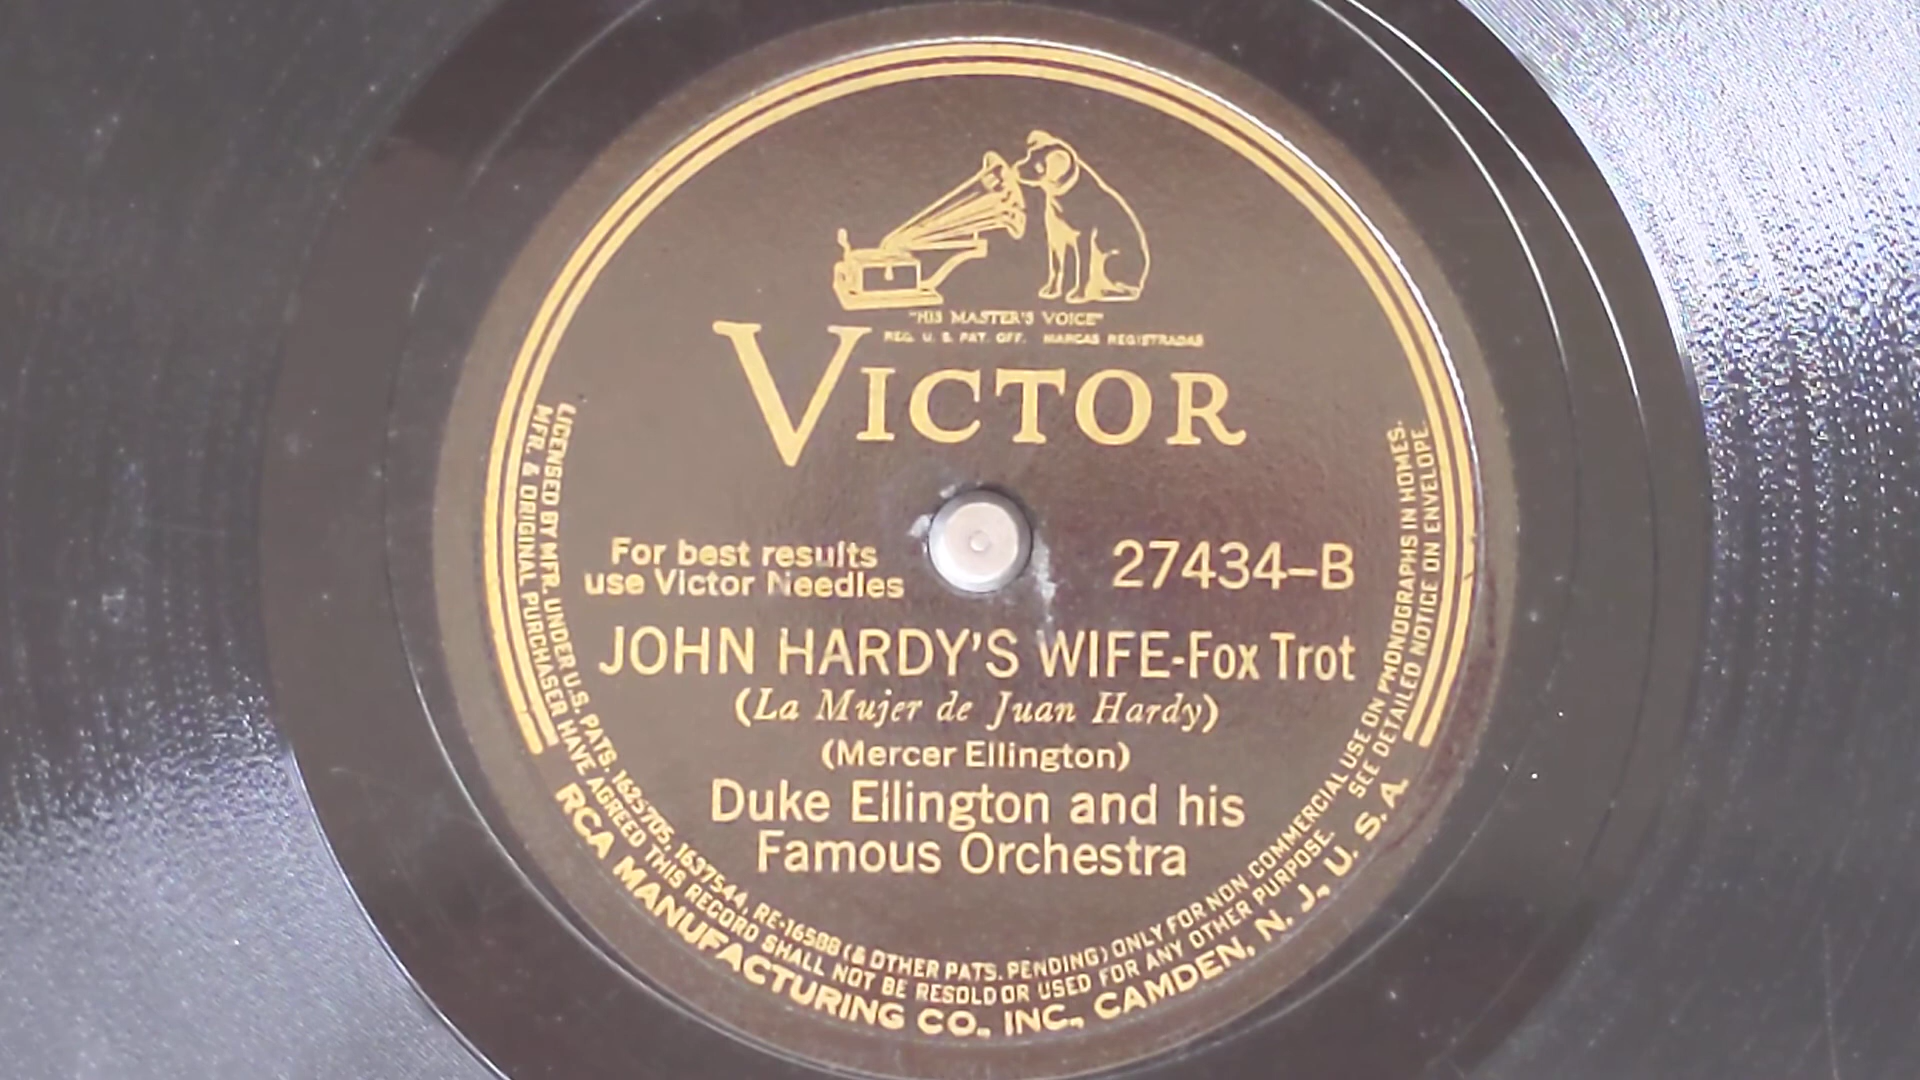 "HIS MASTER'S VOICE"
REG. U. S. PAT. OFF. MARCAS REGISTRADAS
VICTOR
For best results
use Victor Needles
27434-B
JOHN HARDY'S WIFE-Fox Trot
(La Mujer de Juan Hardy)
(Mercer Ellington)
Duke Ellington and his
Famous Orchestra
LICENSED BY MFR. UNDER U.S. PATS. 1625705, 1637544, RE-16588 (& OTHER PATS. PENDING) ONLY FOR NON-COMMERCIAL USE ON PHONOGRAPHS IN HOMES.
MFR. & ORIGINAL PURCHASER HAVE AGREED THIS RECORD SHALL NOT BE RESOLD OR USED FOR ANY OTHER PURPOSE. SEE DETAILED NOTICE ON ENVELOPE.
RCA MANUFACTURING CO., INC., CAMDEN, N. J., U. S. A.